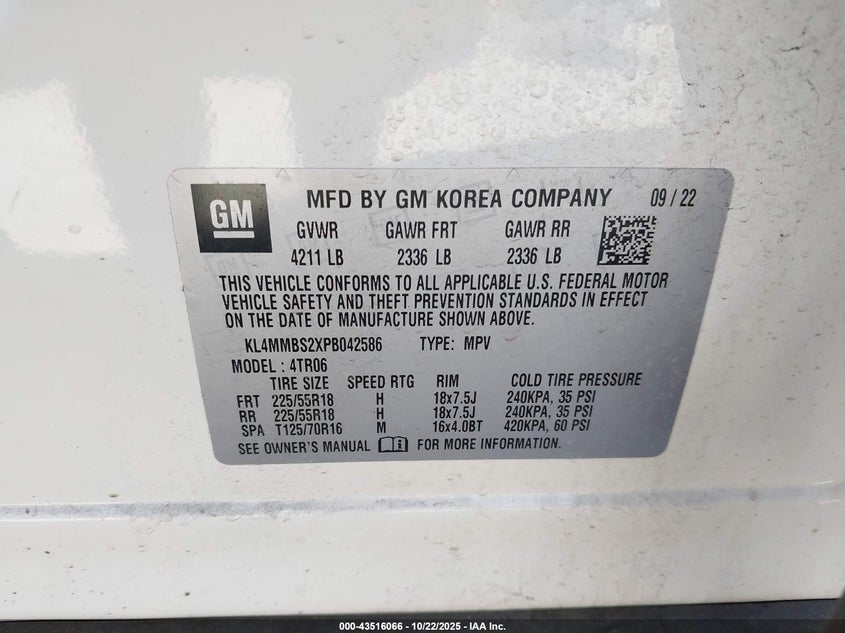 GM
MFD BY GM KOREA COMPANY 09 / 22
GVWR GAWR FRT GAWR RR
4211 LB 2336 LB 2336 LB
THIS VEHICLE CONFORMS TO ALL APPLICABLE U.S. FEDERAL MOTOR
VEHICLE SAFETY AND THEFT PREVENTION STANDARDS IN EFFECT
ON THE DATE OF MANUFACTURE SHOWN ABOVE.
KL4MMBS2XPB042586 TYPE: MPV
MODEL : 4TR06
TIRE SIZE SPEED RTG RIM COLD TIRE PRESSURE
FRT 225/55R18 H 18x7.5J 240KPA, 35 PSI
RR 225/55R18 H 18x7.5J 240KPA, 35 PSI
SPA T125/70R16 M 16x4.0BT 420KPA, 60 PSI
SEE OWNER'S MANUAL FOR MORE INFORMATION.
000-43516066 - 10/22/2025 - IAA Inc.